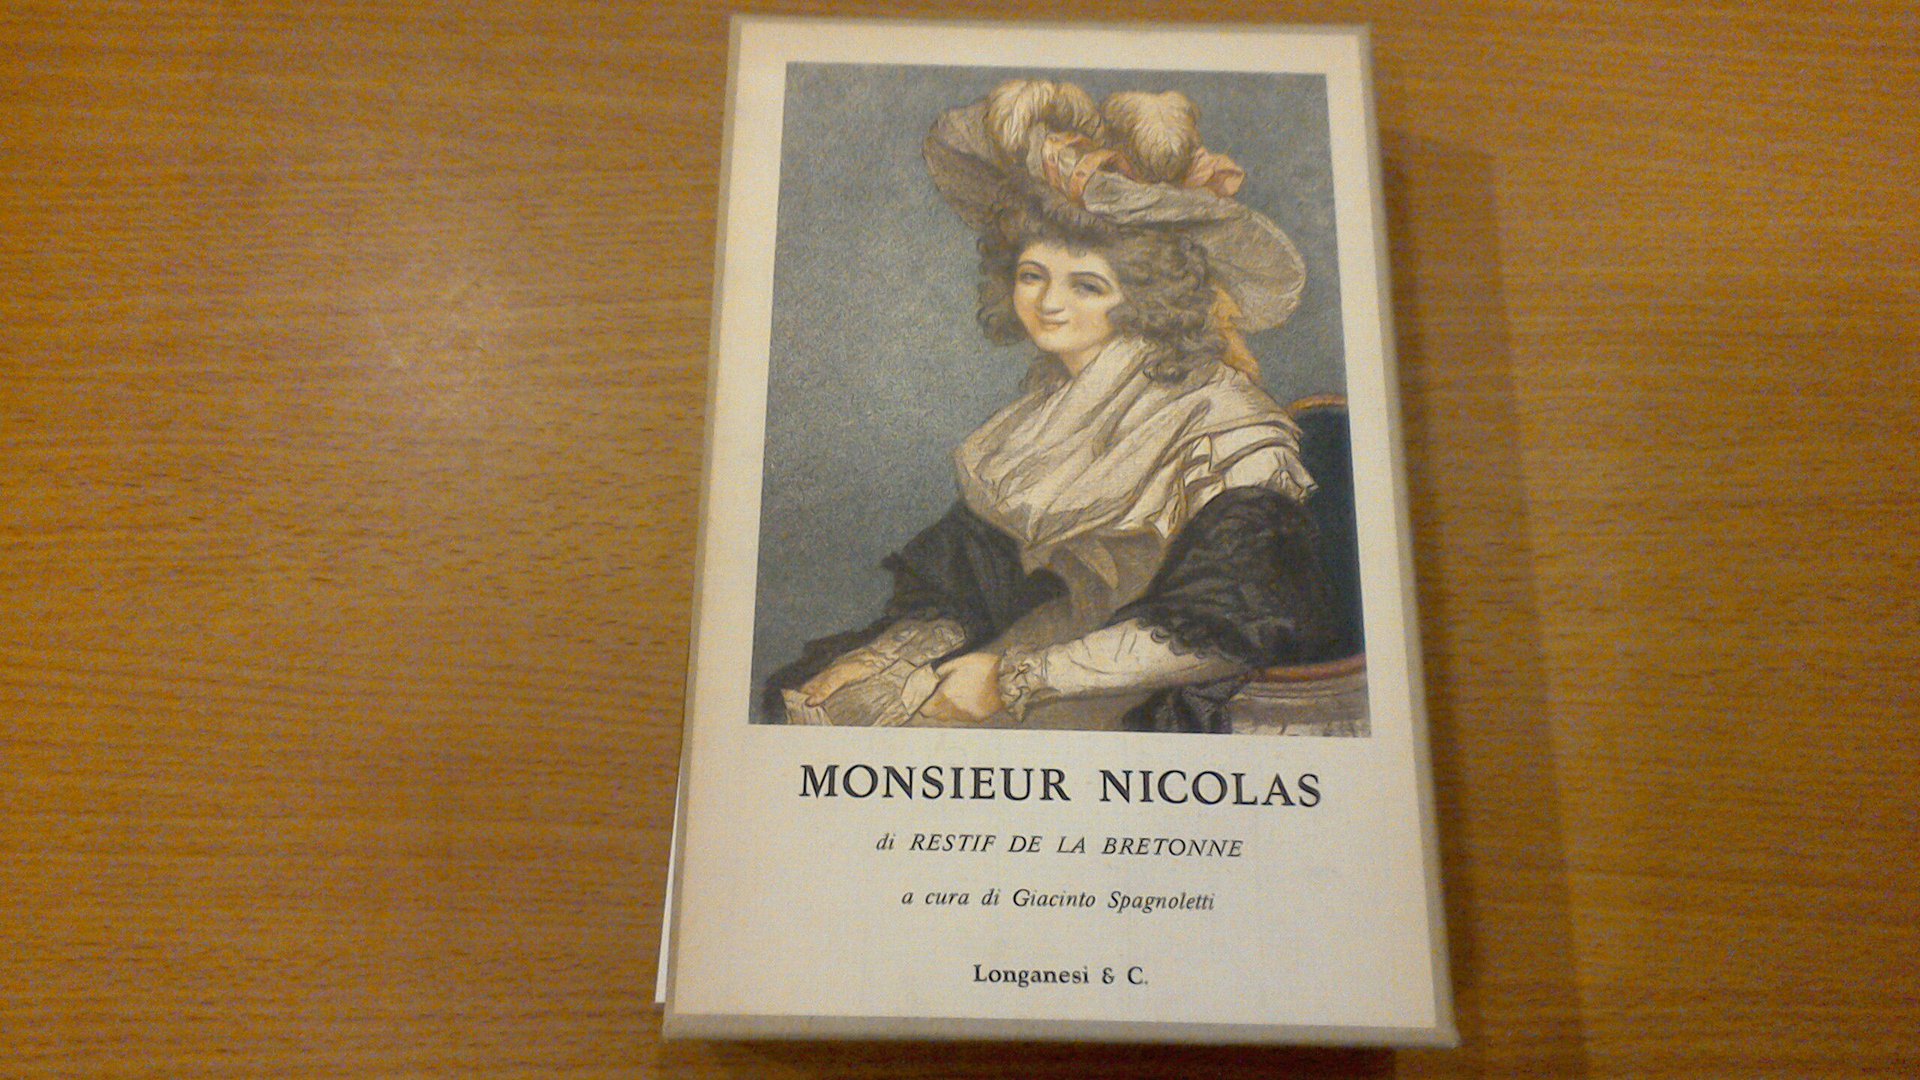 MONSIEUR NICOLAS
di RESTIF DE LA BRETONNE
a cura di Giacinto Spagnoletti
Longanesi & C.